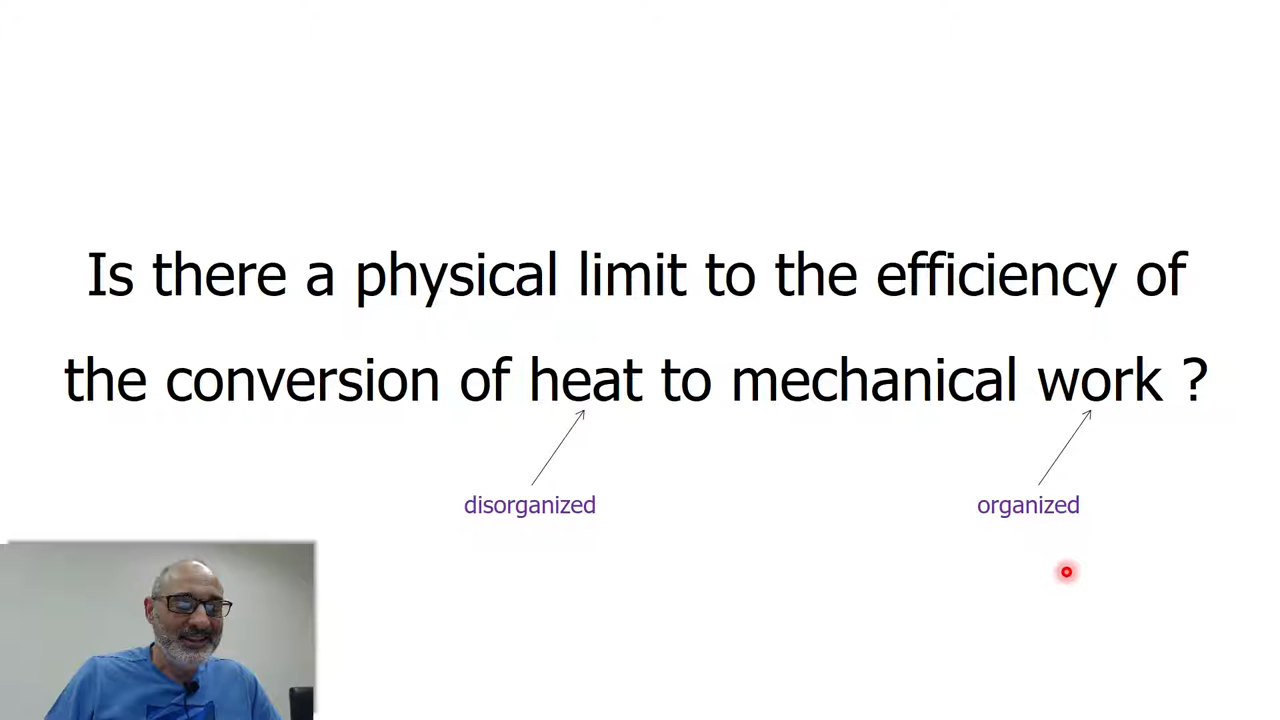 Is there a physical limit to the efficiency of
the conversion of heat to mechanical work ?
disorganized
organized